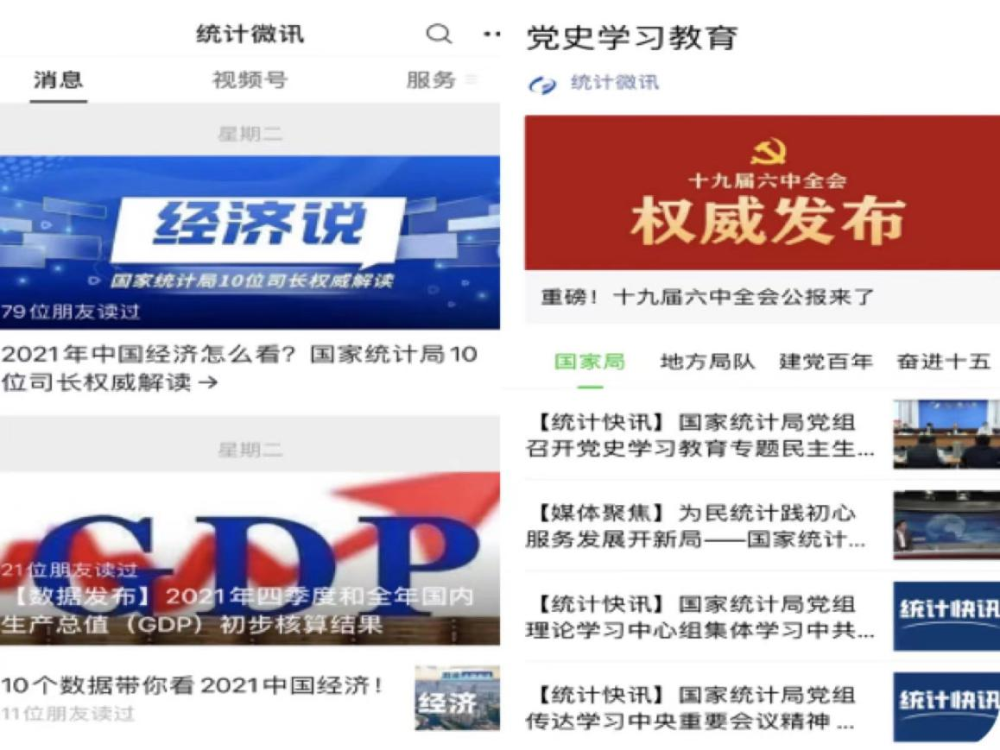 统计微讯
消息 视频号 服务
星期二
经济说
国家统计局10位司长权威解读
79位朋友读过
2021年中国经济怎么看？国家统计局10
位司长权威解读→
星期二
GDP
21位朋友读过
【数据发布】2021年四季度和全年国内
生产总值（GDP）初步核算结果
10个数据带你看2021中国经济！
11位朋友读过
经济
党史学习教育
统计微讯
十九届六中全会
权威发布
重磅！十九届六中全会公报来了
国家局 地方局队 建党百年 奋进十五
【统计快讯】国家统计局党组
召开党史学习教育专题民主生...
【媒体聚焦】为民统计践初心
服务发展开新局——国家统计...
【统计快讯】国家统计局党组
理论学习中心组集体学习中共...
统计快讯
【统计快讯】国家统计局党组
传达学习中央重要会议精神 ...
统计快讯